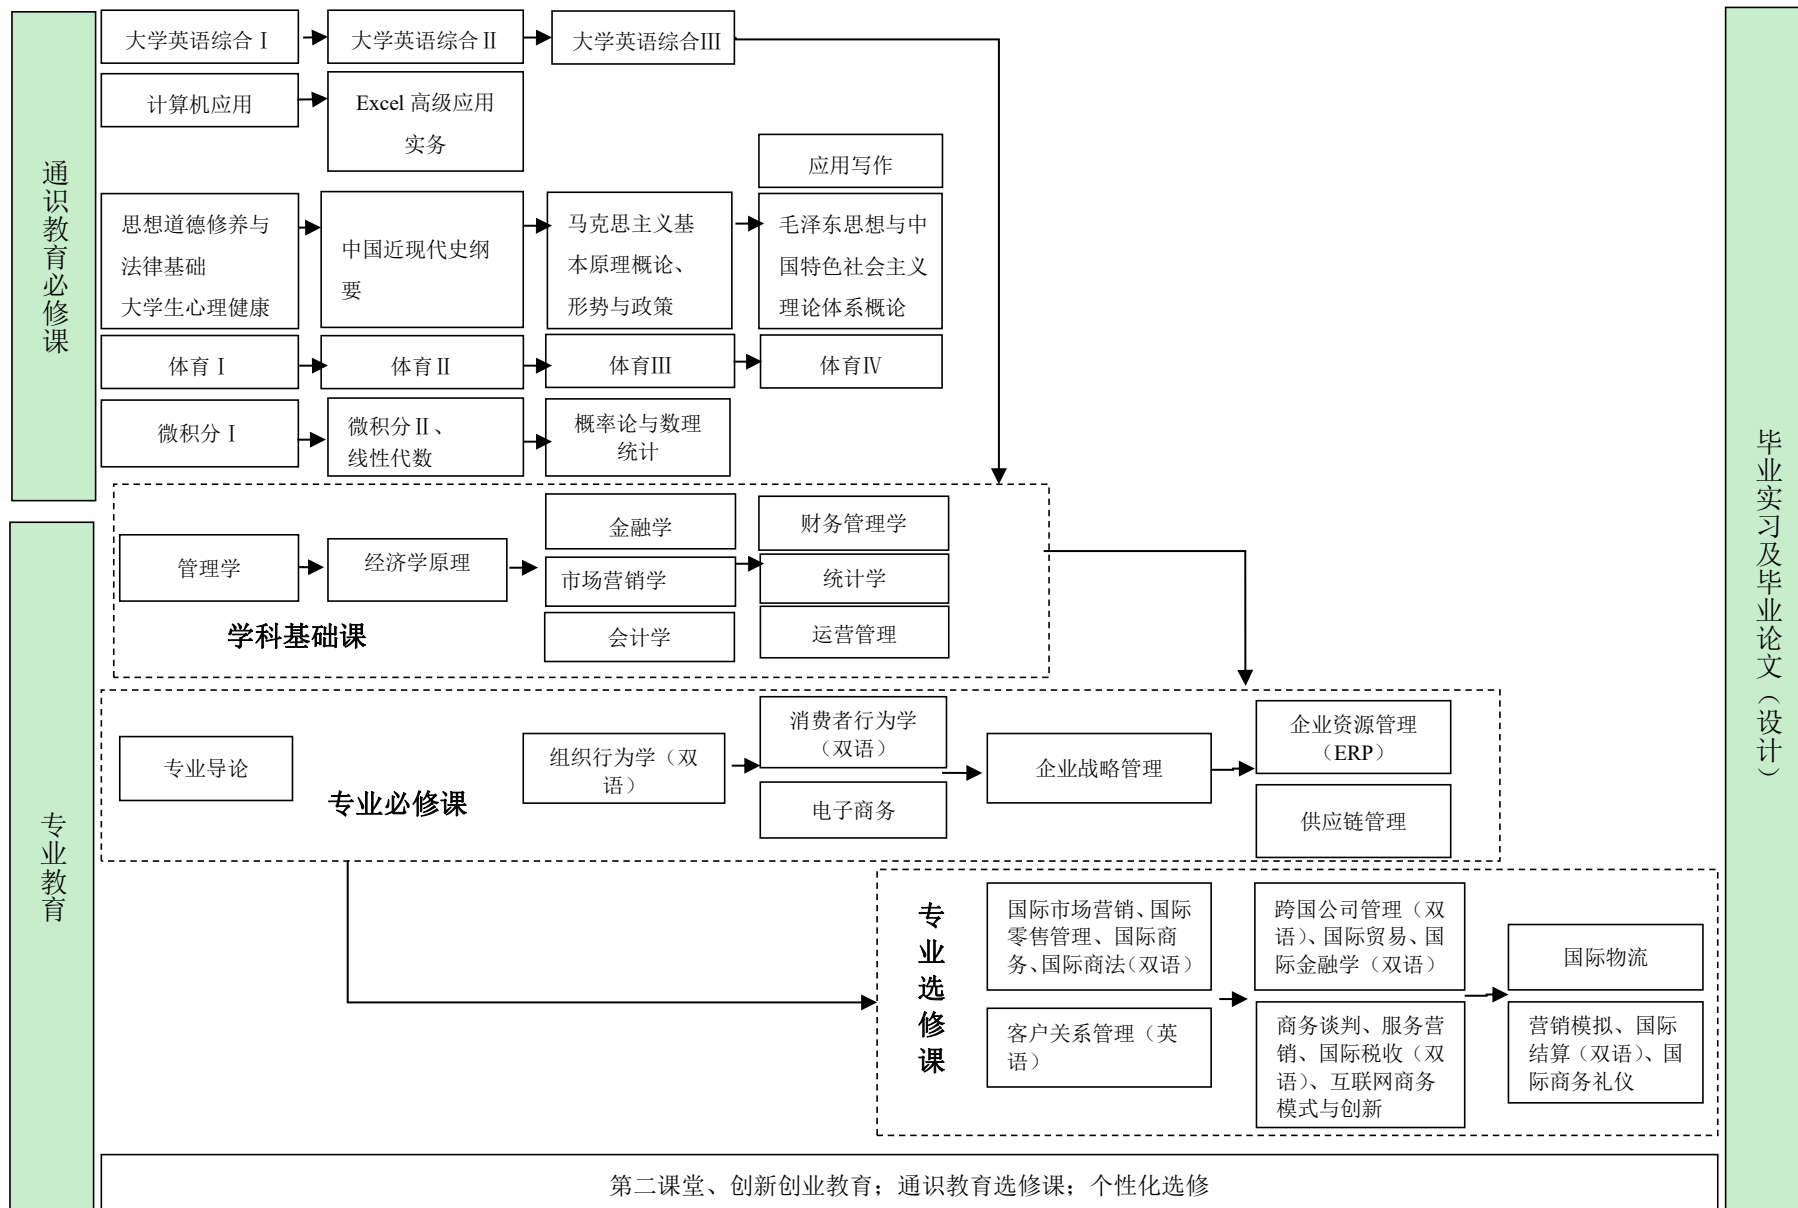 通识教育必修课
大学英语综合Ⅰ
大学英语综合Ⅱ
大学英语综合Ⅲ
计算机应用
Excel 高级应用
实务
应用写作
思想道德修养与
法律基础
大学生心理健康
中国近现代史纲
要
马克思主义基
本原理概论、
形势与政策
毛泽东思想与中
国特色社会主义
理论体系概论
体育Ⅰ
体育Ⅱ
体育Ⅲ
体育Ⅳ
微积分Ⅰ
微积分Ⅱ、
线性代数
概率论与数理
统计
专业教育
管理学
经济学原理
金融学
市场营销学
会计学
财务管理学
统计学
运营管理
学科基础课
专业导论
专业必修课
组织行为学（双
语）
消费者行为学
（双语）
电子商务
企业战略管理
企业资源管理
（ERP）
供应链管理
专业选修课
国际市场营销、国际
零售管理、国际商
务、国际商法（双语）
客户关系管理（英
语）
跨国公司管理（双
语）、国际贸易、国
际金融学（双语）
商务谈判、服务营
销、国际税收（双
语）、互联网商务
模式与创新
国际物流
营销模拟、国际
结算（双语）、国
际商务礼仪
第二课堂、创新创业教育；通识教育选修课；个性化选修
毕业实习及毕业论文（设计）